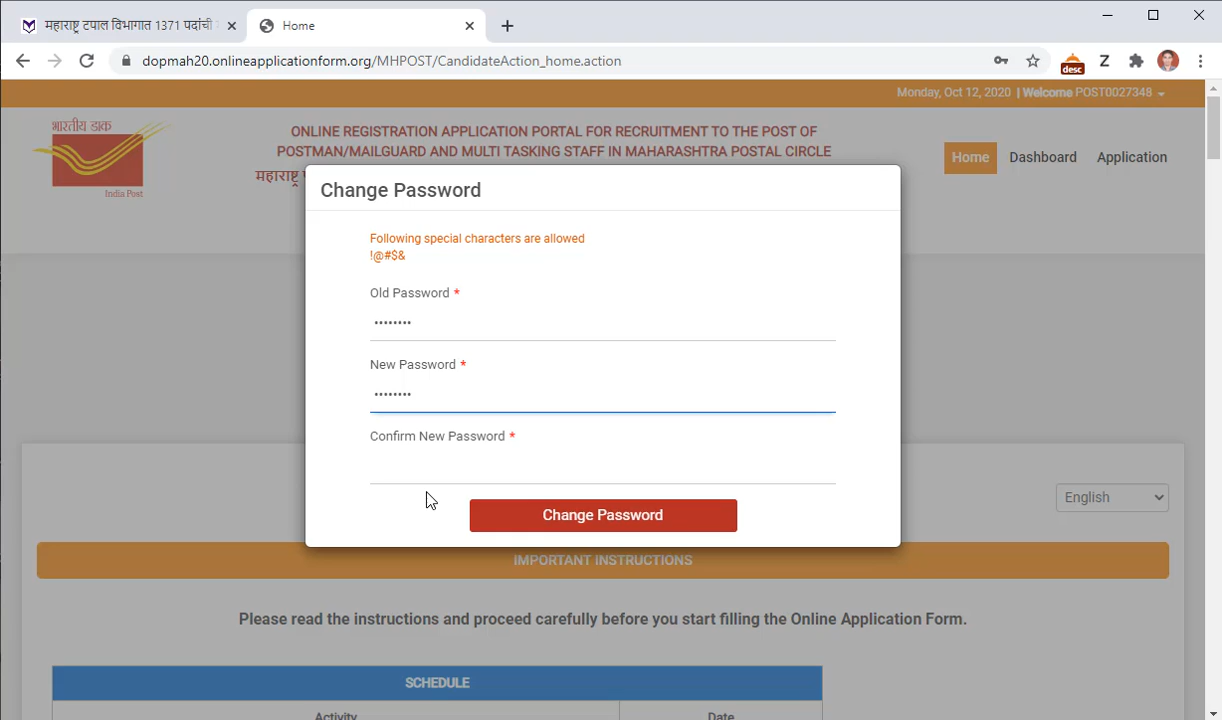 महाराष्ट्र टपाल विभागात 1371 पदांची
Home
dopmah20.onlineapplicationform.org/MHPOST/CandidateAction_home.action
desc
Z
Monday, Oct 12, 2020 | Welcome POST0027348
भारतीय डाक
India Post
ONLINE REGISTRATION APPLICATION PORTAL FOR RECRUITMENT TO THE POST OF
POSTMAN/MAILGUARD AND MULTI TASKING STAFF IN MAHARASHTRA POSTAL CIRCLE
महाराष्ट्र
Home Dashboard Application
Change Password
Following special characters are allowed
!@#$&
Old Password *
••••••••
New Password *
••••••••
Confirm New Password *
Change Password
English
IMPORTANT INSTRUCTIONS
Please read the instructions and proceed carefully before you start filling the Online Application Form.
SCHEDULE
Activity Date